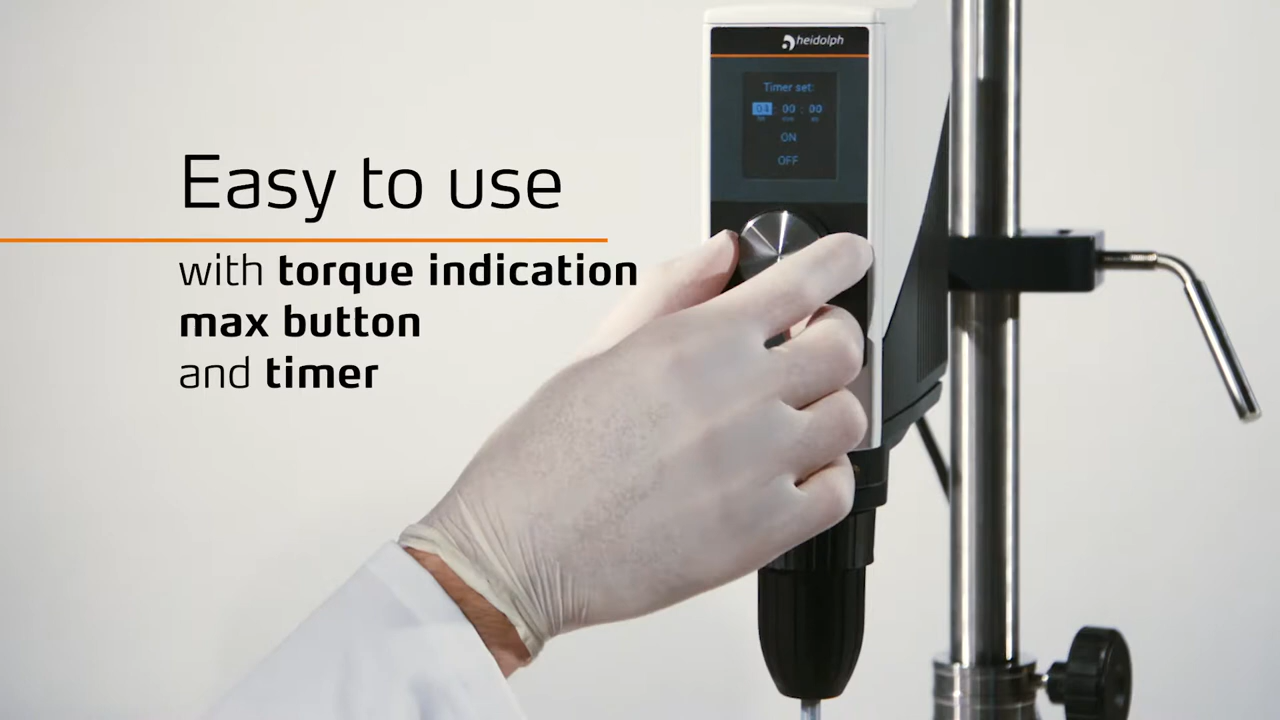 heidolph
Timer set:
00 : 00
ON
OFF
Easy to use
with torque indication
max button
and timer